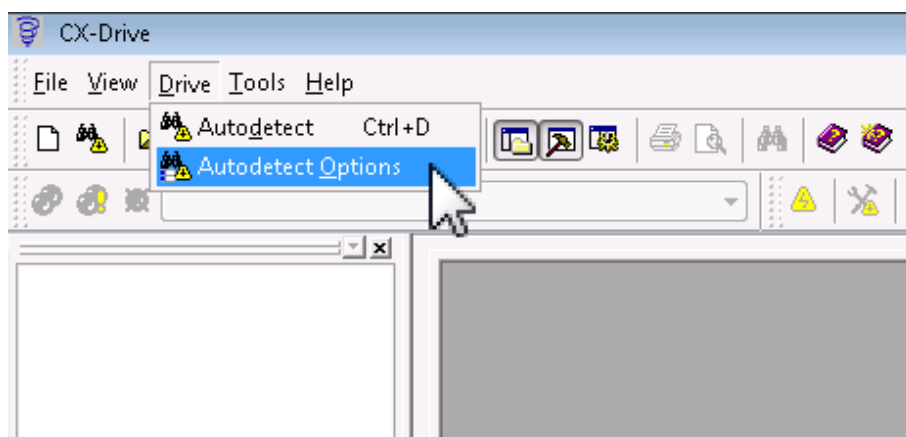 CX-Drive
File View Drive Tools Help
Autodetect Ctrl+D
Autodetect Options